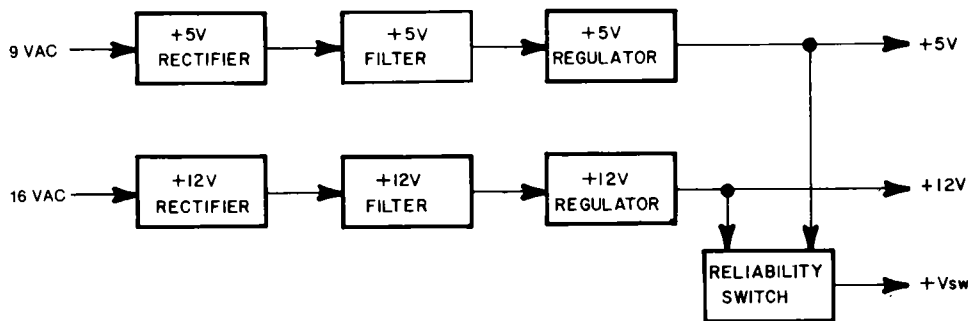 9 VAC
+5V
RECTIFIER
+5V
FILTER
+5V
REGULATOR
+5V
16 VAC
+12V
RECTIFIER
+12V
FILTER
+12V
REGULATOR
+12V
RELIABILITY
SWITCH
+Vsw